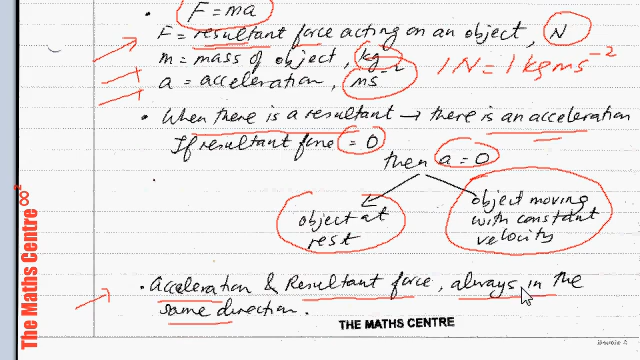 • F = ma
F = resultant force acting on an object, N
m = mass of object, kg
1N = 1 kgms⁻²
a = acceleration, ms⁻²
• When there is a resultant → there is an acceleration
If resultant force = 0
then a = 0
object at
rest
object moving
with constant
velocity
• Acceleration & Resultant force, always in the
same direction.
THE MATHS CENTRE
The Maths Centre ∞²